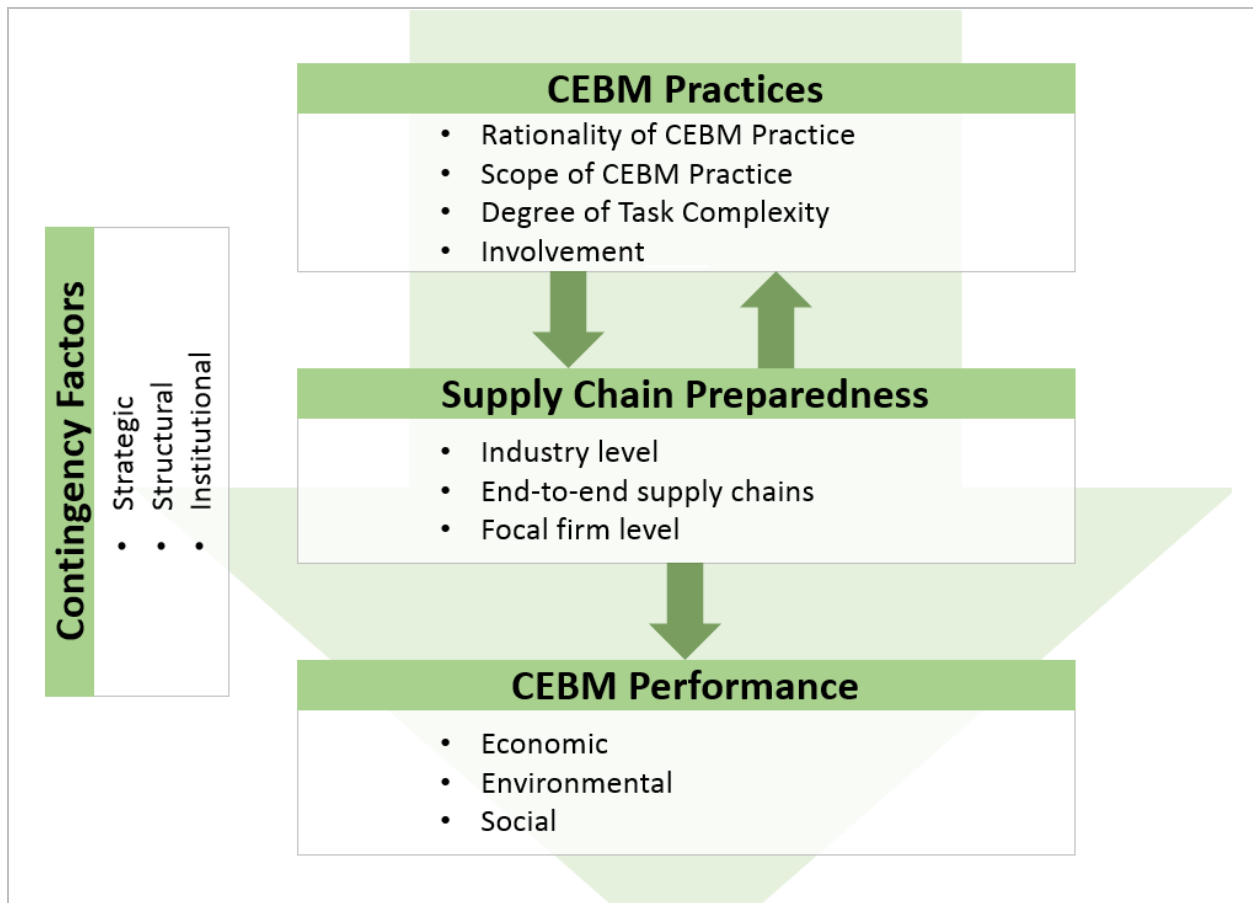 CEBM Practices
• Rationality of CEBM Practice
• Scope of CEBM Practice
• Degree of Task Complexity
• Involvement
Contingency Factors
• Strategic
• Structural
• Institutional
Supply Chain Preparedness
• Industry level
• End-to-end supply chains
• Focal firm level
CEBM Performance
• Economic
• Environmental
• Social